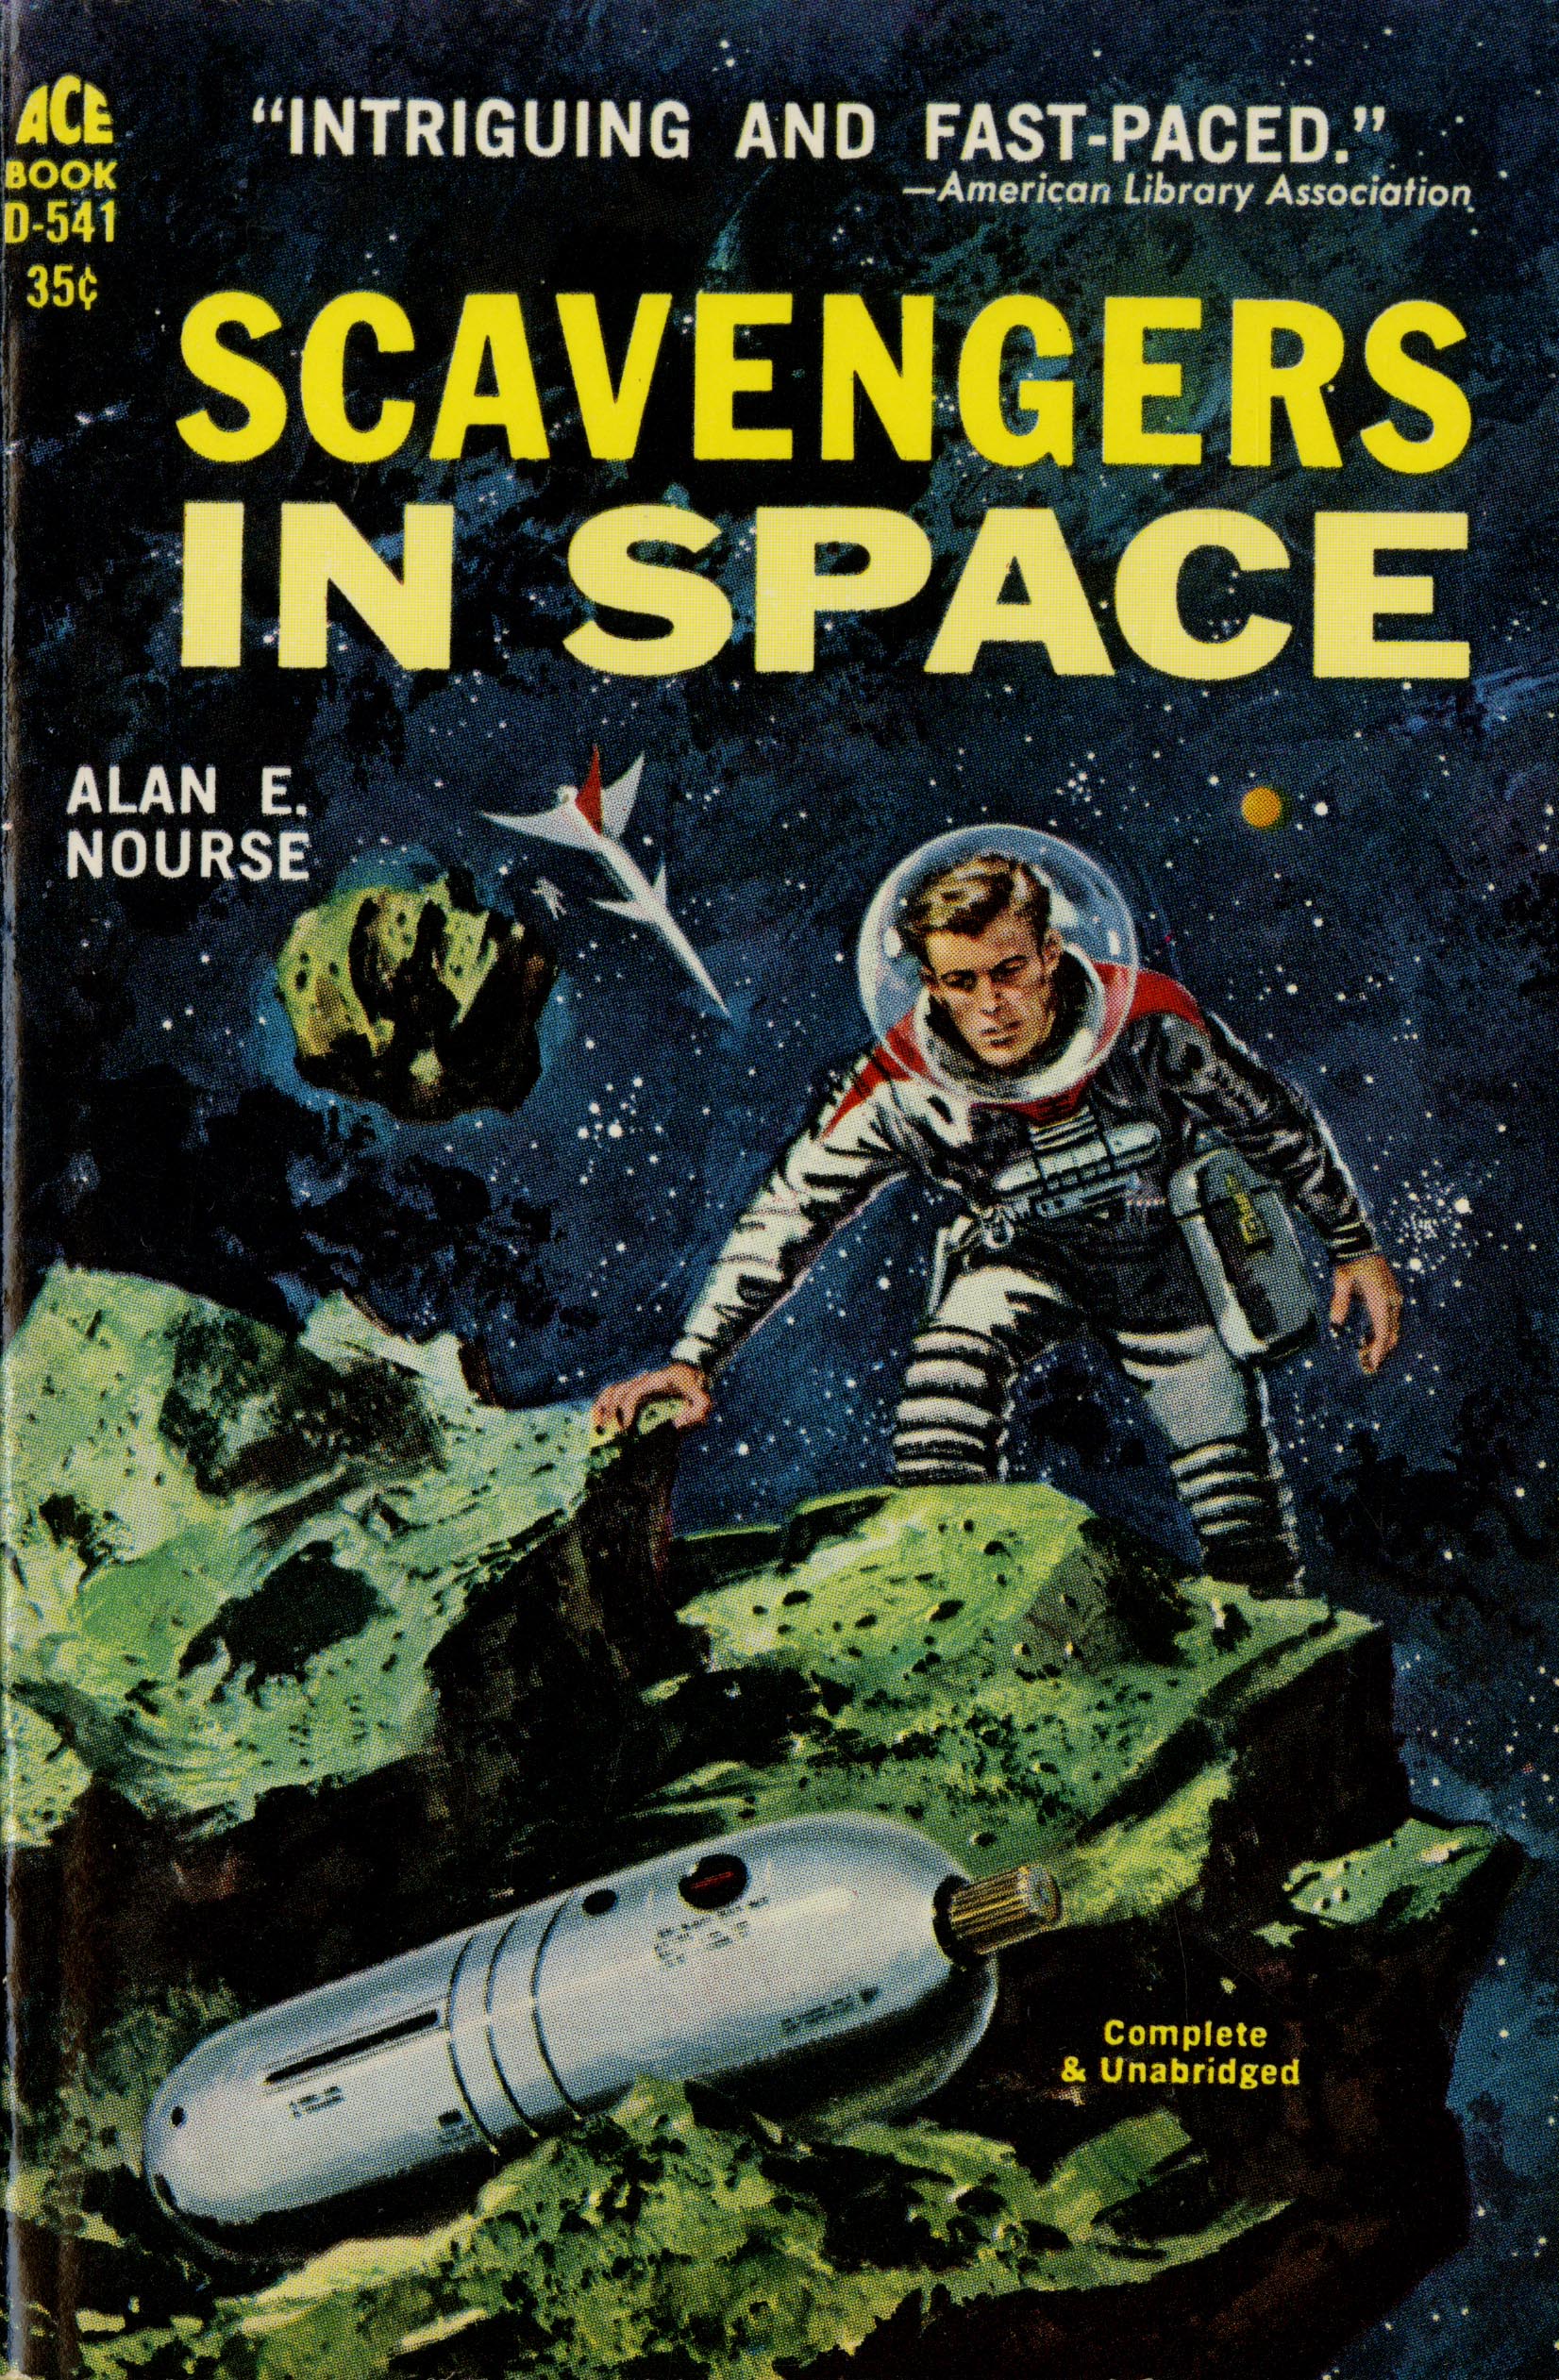 ACE
BOOK
D-541
35¢
“INTRIGUING AND FAST-PACED.”
—American Library Association
SCAVENGERS
IN SPACE
ALAN E.
NOURSE
Complete
& Unabridged